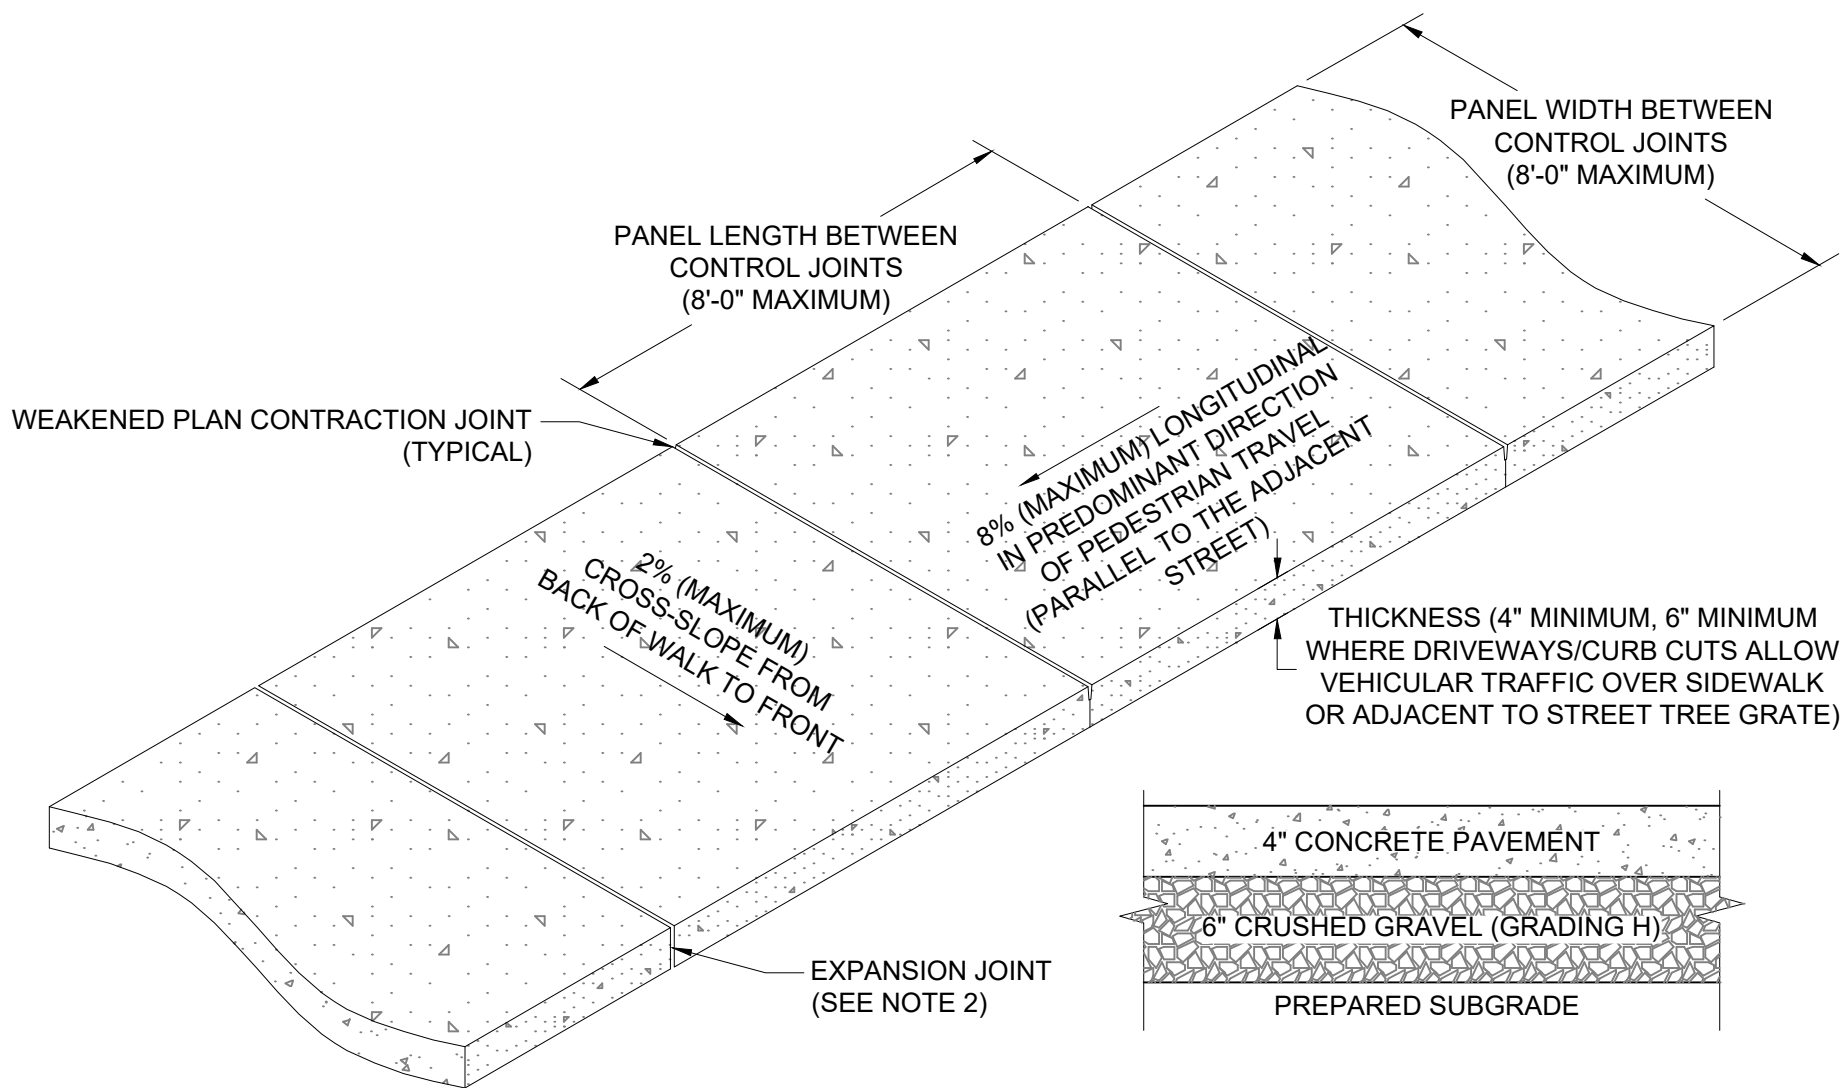 PANEL WIDTH BETWEEN
CONTROL JOINTS
(8'-0" MAXIMUM)
PANEL LENGTH BETWEEN
CONTROL JOINTS
(8'-0" MAXIMUM)
WEAKENED PLAN CONTRACTION JOINT
(TYPICAL)
8% (MAXIMUM) LONGITUDINAL
IN PREDOMINANT DIRECTION
OF PEDESTRIAN TRAVEL
(PARALLEL TO THE ADJACENT
STREET)
2% (MAXIMUM)
CROSS-SLOPE FROM
BACK OF WALK TO FRONT
THICKNESS (4" MINIMUM, 6" MINIMUM
WHERE DRIVEWAYS/CURB CUTS ALLOW
VEHICULAR TRAFFIC OVER SIDEWALK
OR ADJACENT TO STREET TREE GRATE)
4" CONCRETE PAVEMENT
6" CRUSHED GRAVEL (GRADING H)
PREPARED SUBGRADE
EXPANSION JOINT
(SEE NOTE 2)